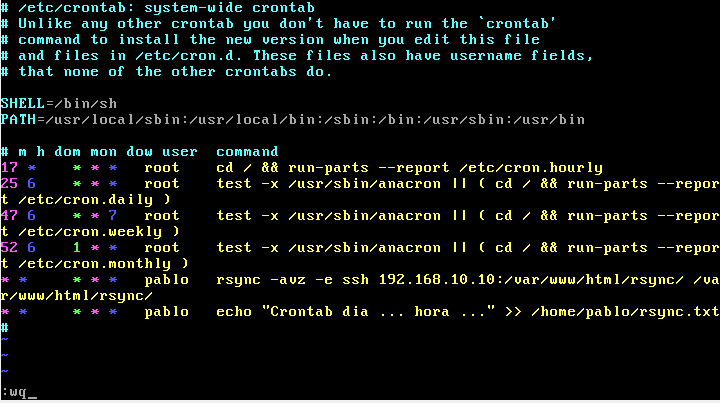 # /etc/crontab: system-wide crontab
# Unlike any other crontab you don't have to run the `crontab'
# command to install the new version when you edit this file
# and files in /etc/cron.d. These files also have username fields,
# that none of the other crontabs do.
SHELL=/bin/sh
PATH=/usr/local/sbin:/usr/local/bin:/sbin:/bin:/usr/sbin:/usr/bin
# m h dom mon dow user  command
17 *    * * *   root    cd / && run-parts --report /etc/cron.hourly
25 6    * * *   root    test -x /usr/sbin/anacron || ( cd / && run-parts --repor
t /etc/cron.daily )
47 6    * * 7   root    test -x /usr/sbin/anacron || ( cd / && run-parts --repor
t /etc/cron.weekly )
52 6    1 * *   root    test -x /usr/sbin/anacron || ( cd / && run-parts --repor
t /etc/cron.monthly )
* *     * * *   pablo   rsync -avz -e ssh 192.168.10.10:/var/www/html/rsync/ /va
r/www/html/rsync/
* *     * * *   pablo   echo "Crontab dia ... hora ..." >> /home/pablo/rsync.txt
#
~
~
~
:wq_